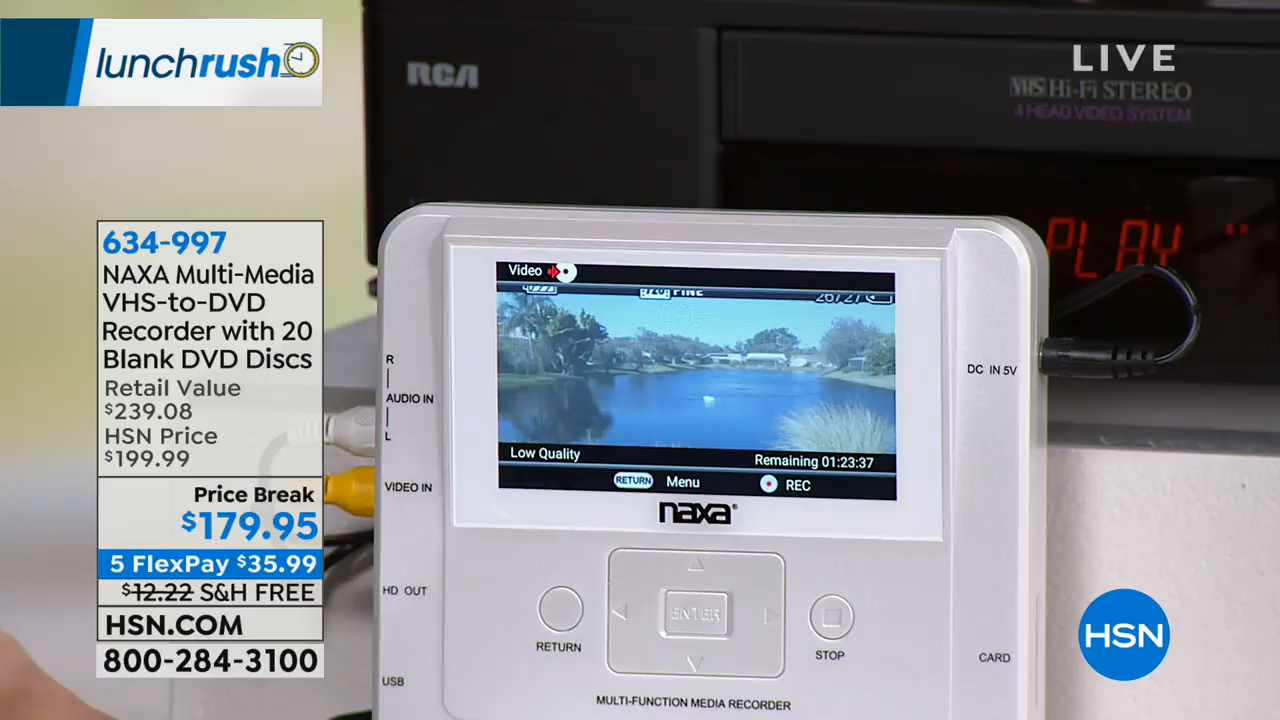 lunchrush
LIVE
RCA
VHS Hi-Fi STEREO
4 HEAD VIDEO SYSTEM
PLAY
634-997
NAXA Multi-Media
VHS-to-DVD
Recorder with 20
Blank DVD Discs
Retail Value
$239.08
HSN Price
$199.99
Price Break
$179.95
5 FlexPay $35.99
$12.22 S&H FREE
HSN.COM
800-284-3100
Video
FINE
26/27
Low Quality
Remaining 01:23:37
RETURN Menu
REC
naxa®
R
AUDIO IN
L
VIDEO IN
HD OUT
USB
DC IN 5V
CARD
ENTER
RETURN
STOP
MULTI-FUNCTION MEDIA RECORDER
HSN